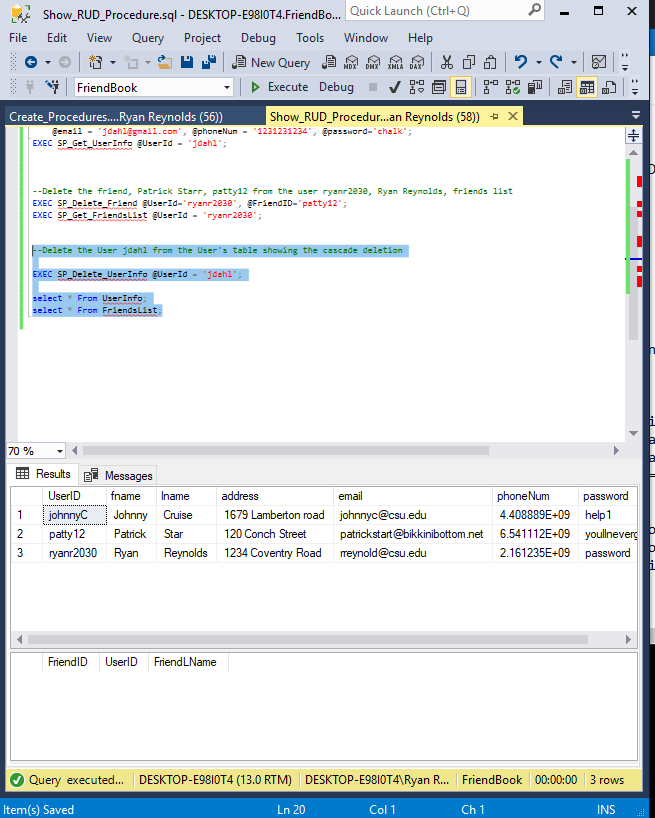 Show_RUD_Procedure.sql - DESKTOP-E98I0T4.FriendBo...
Quick Launch (Ctrl+Q)
File Edit View Query Project Debug Tools Window Help
New Query MDX DMX XMLA DAX
FriendBook Execute Debug
Create_Procedures....Ryan Reynolds (56))
Show_RUD_Procedur...an Reynolds (58))
@email = 'jdahl@gmail.com', @phoneNum = '1231231234', @password='chalk';
EXEC SP_Get_UserInfo @UserId = 'jdahl';
--Delete the friend, Patrick Starr, patty12 from the user ryanr2030, Ryan Reynolds, friends list
EXEC SP_Delete_Friend @UserId='ryanr2030', @FriendID='patty12';
EXEC SP_Get_FriendsList @UserId = 'ryanr2030';
--Delete the User jdahl from the User's table showing the cascade deletion
EXEC SP_Delete_UserInfo @UserId = 'jdahl';
select * From UserInfo;
select * From FriendsList;
70 %
Results Messages
UserID fname lname address email phoneNum password
1 johnnyC Johnny Cruise 1679 Lamberton road johnnyc@csu.edu 4.408889E+09 help1
2 patty12 Patrick Star 120 Conch Street patrickstart@bikkinibottom.net 6.541112E+09 youllneverg
3 ryanr2030 Ryan Reynolds 1234 Coventry Road rreynold@csu.edu 2.161235E+09 password
FriendID UserID FriendLName
Query executed... DESKTOP-E98I0T4 (13.0 RTM) DESKTOP-E98I0T4\Ryan R... FriendBook 00:00:00 3 rows
Item(s) Saved Ln 20 Col 1 Ch 1 INS